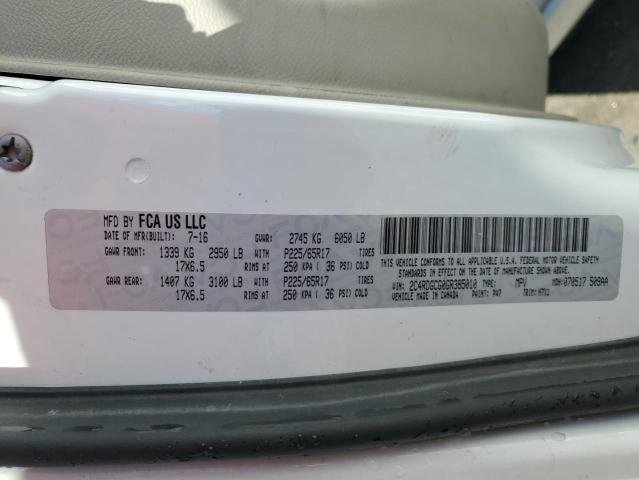 MFD BY FCA US LLC
DATE OF MFR(BUILT): 7-16 GVWR: 2745 KG 6050 LB
GAWR FRONT: 1339 KG 2950 LB WITH P225/65R17 TIRES
17X6.5 RIMS AT 250 KPA ( 36 PSI) COLD
GAWR REAR: 1407 KG 3100 LB WITH P225/65R17 TIRES
17X6.5 RIMS AT 250 KPA ( 36 PSI) COLD
THIS VEHICLE CONFORMS TO ALL APPLICABLE U.S.A. FEDERAL MOTOR VEHICLE SAFETY
STANDARDS IN EFFECT ON THE DATE OF MANUFACTURE SHOWN ABOVE.
VIN: 2C4RDGCG0GR385010 TYPE: MPV MDH: 070517 509AA
VEHICLE MADE IN CANADA PAINT: PW7 TRIM: